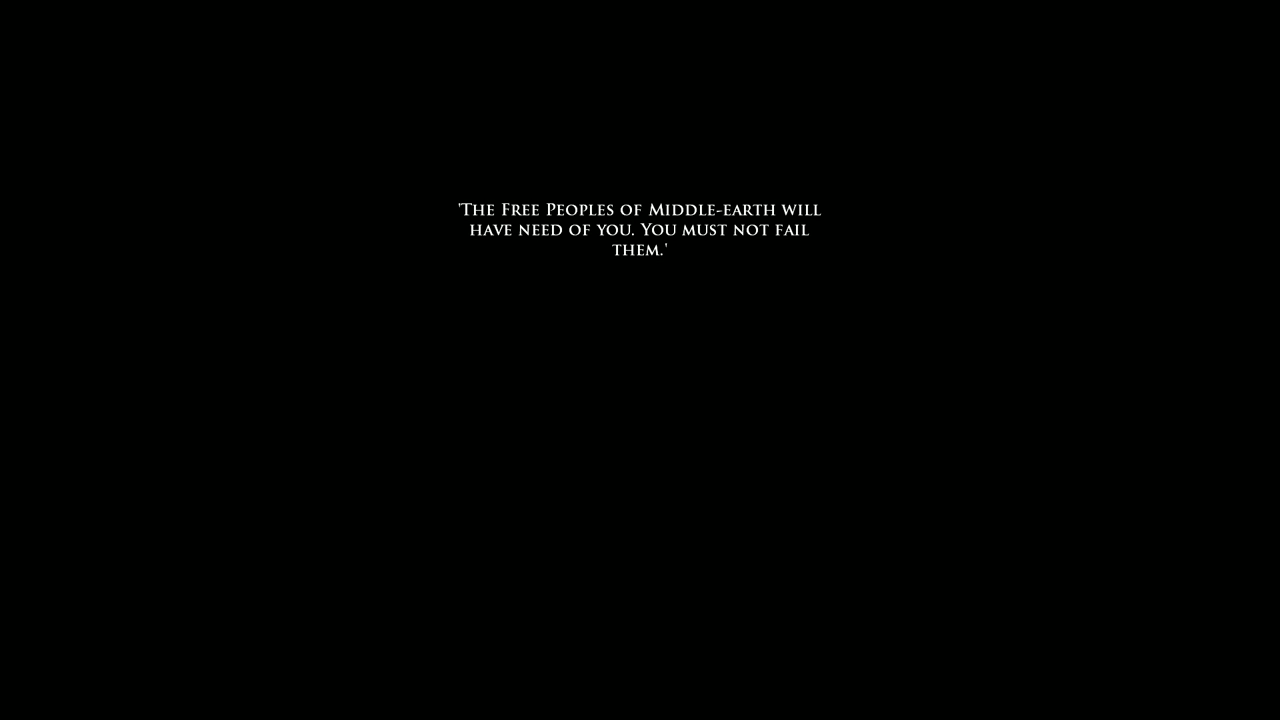 'The Free Peoples of Middle-earth will
have need of you. You must not fail
them.'